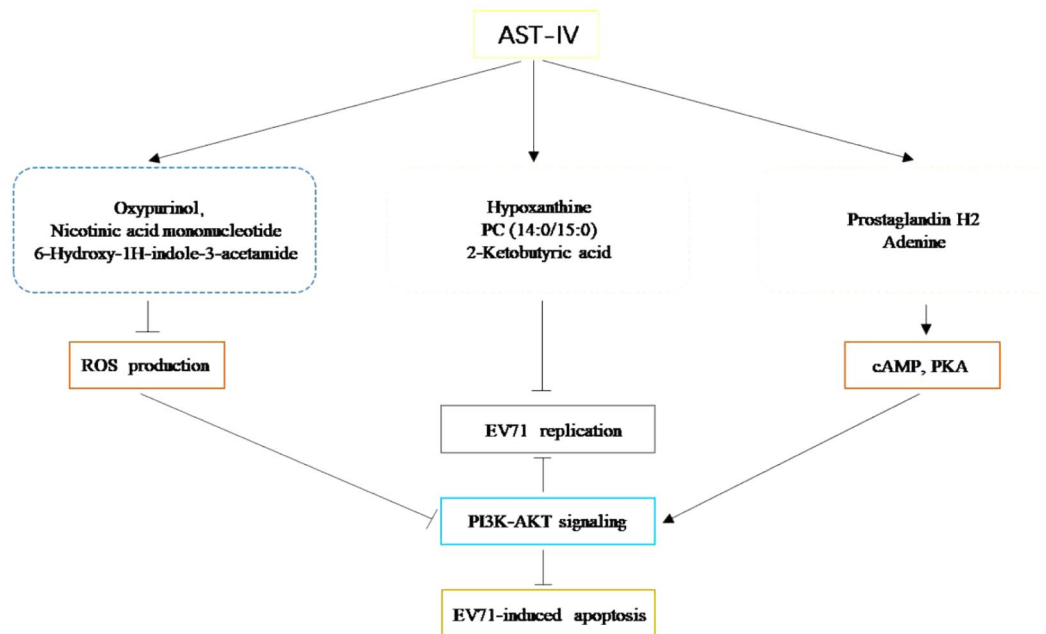 AST-IV
Oxypurinol,
Nicotinic acid mononucleotide
6-Hydroxy-1H-indole-3-acetamide
Hypoxanthine
PC (14:0/15:0)
2-Ketobutyric acid
Prostaglandin H2
Adenine
ROS production
cAMP, PKA
EV71 replication
PI3K-AKT signaling
EV71-induced apoptosis